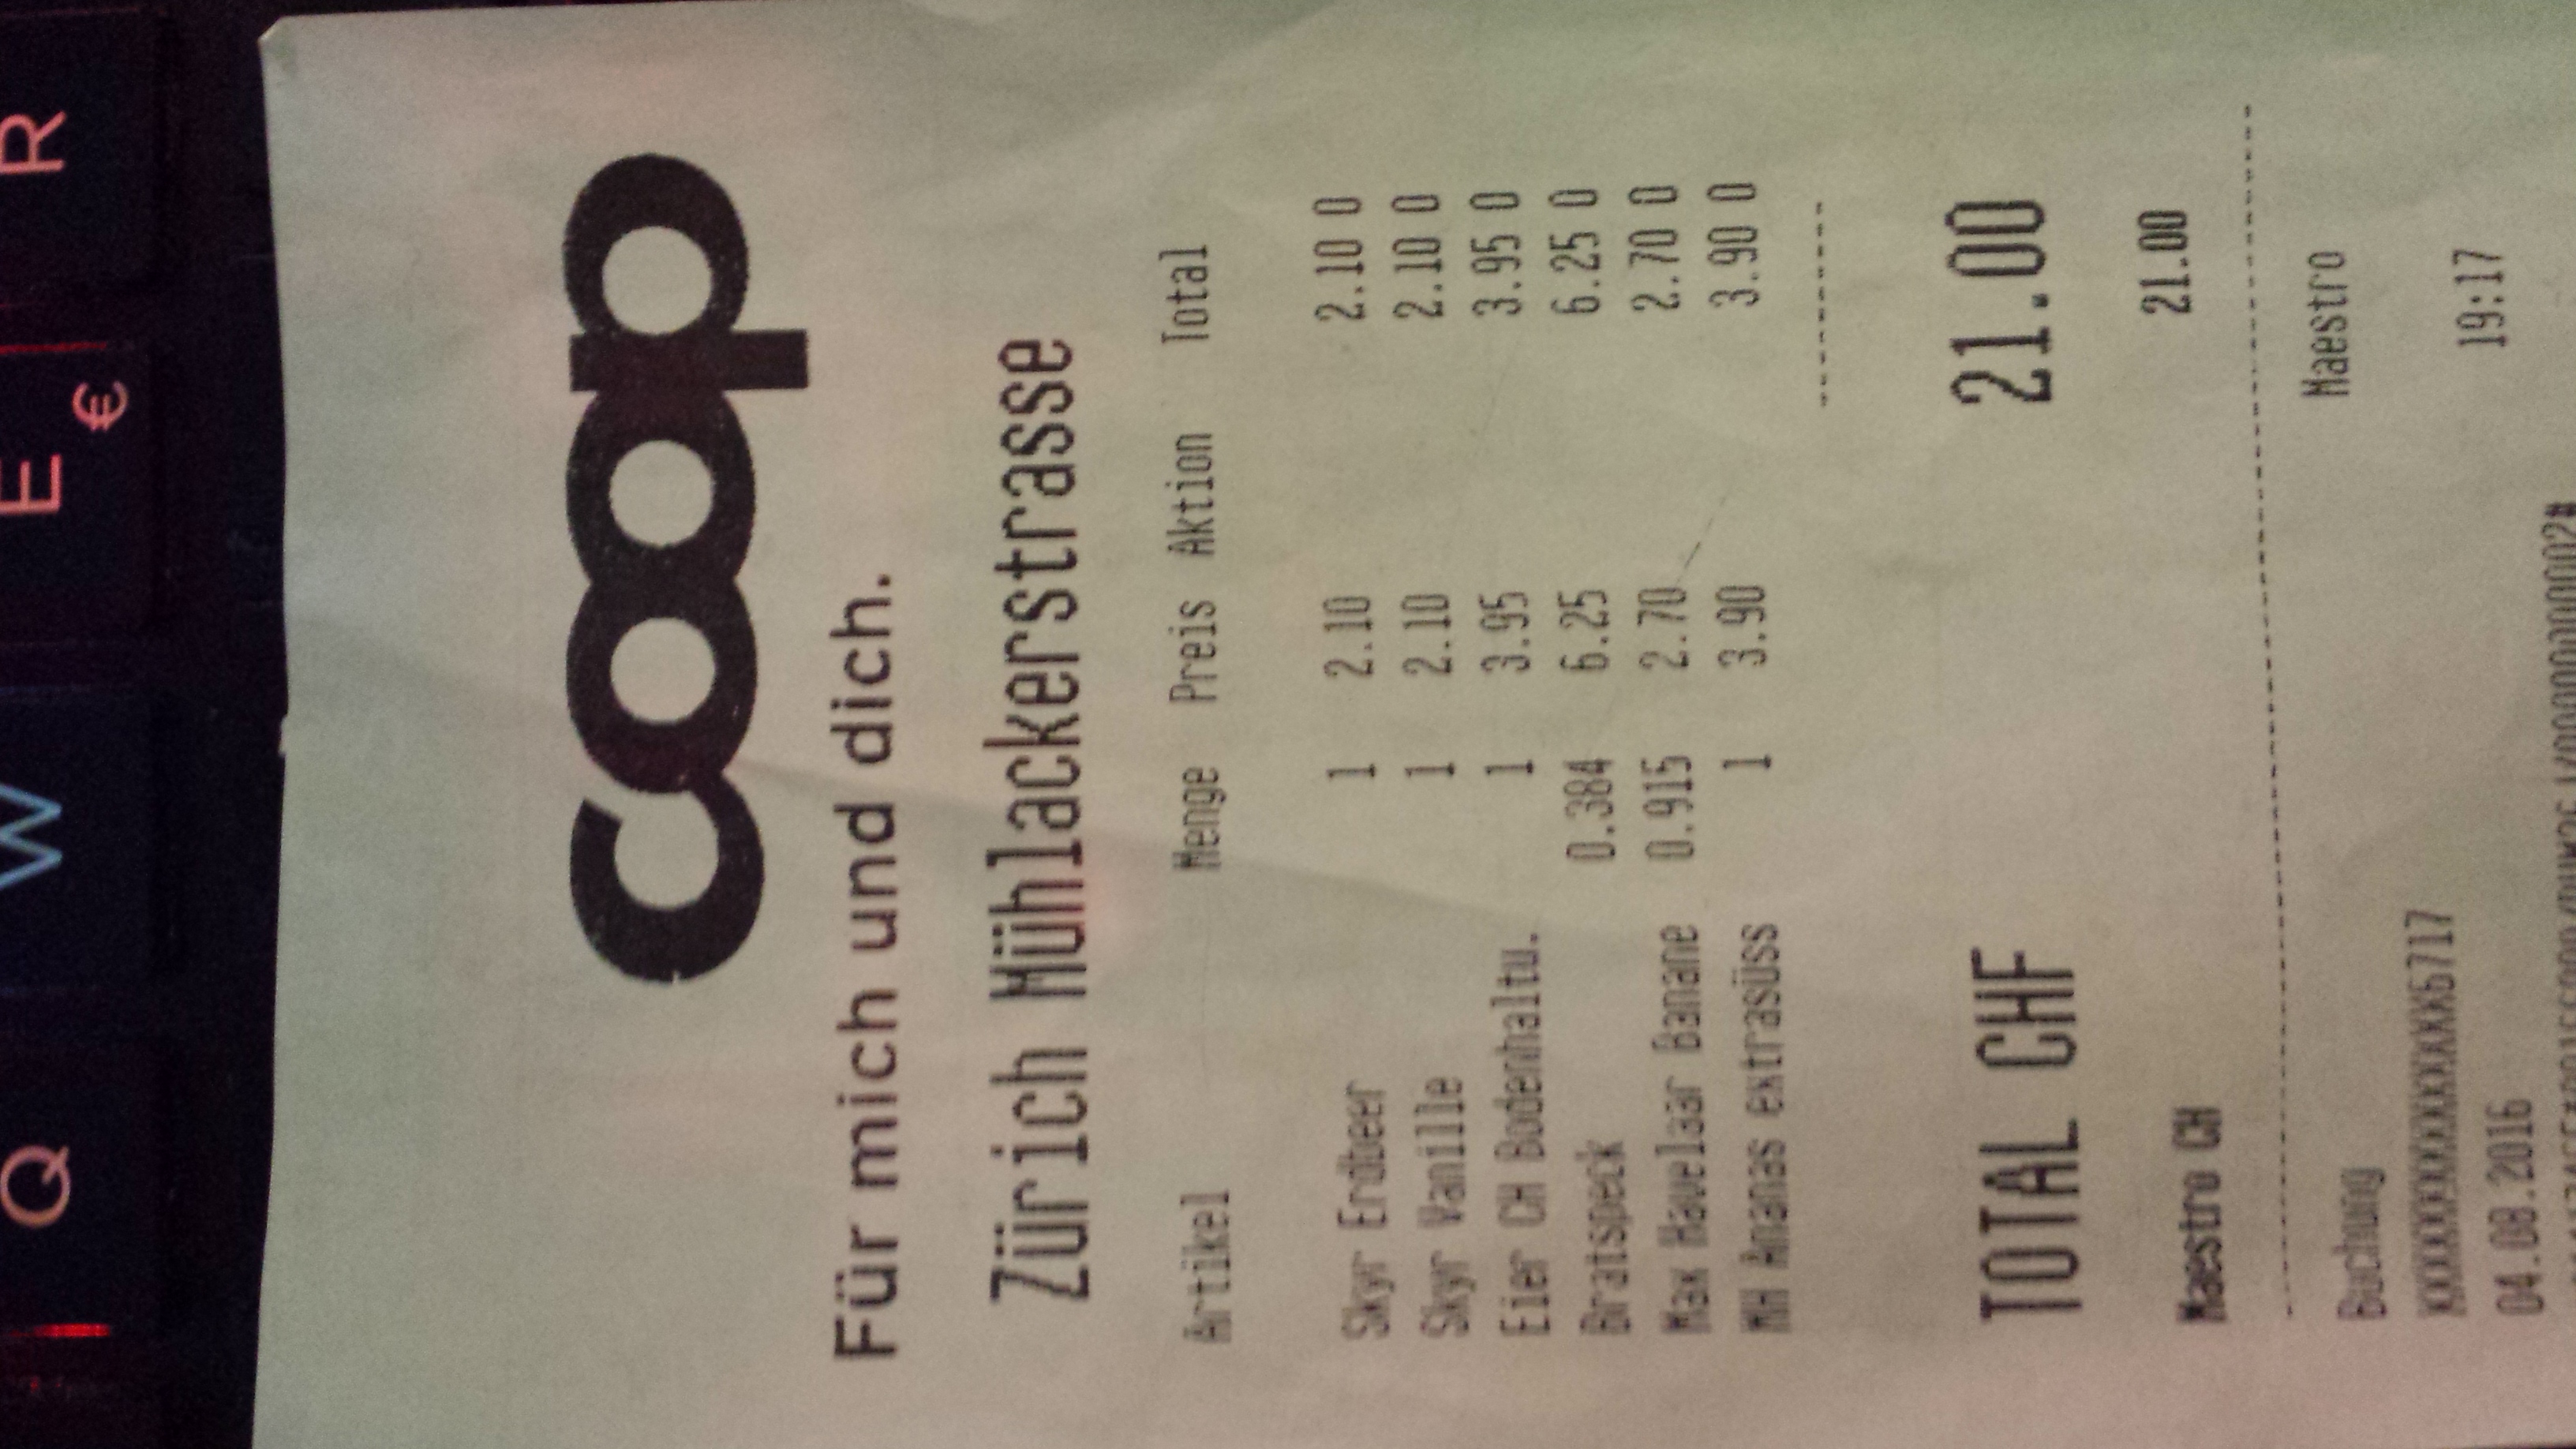 coop
Für mich und dich.
Zürich Mühlackerstrasse
Artikel Menge Preis Aktion Total
Skyr Erdbeer 1 2.10 2.10 0
Skyr Vanille 1 2.10 2.10 0
Eier CH Bodenhaltu. 1 3.95 3.95 0
Bratspeck 0.384 6.25 6.25 0
Max Havelaar Banane 0.915 2.70 2.70 0
MH Ananas extrasüss 1 3.90 3.90 0
TOTAL CHF 21.00
Maestro CH 21.00
Buchung Maestro
04.08.2016 19:17
Q W E € R